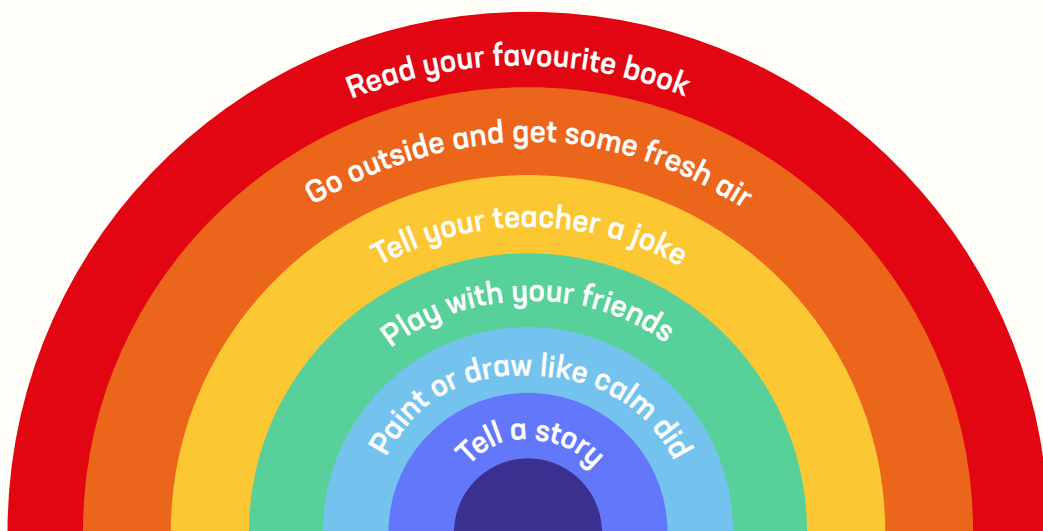 Read your favourite book
Go outside and get some fresh air
Tell your teacher a joke
Play with your friends
Paint or draw like calm did
Tell a story